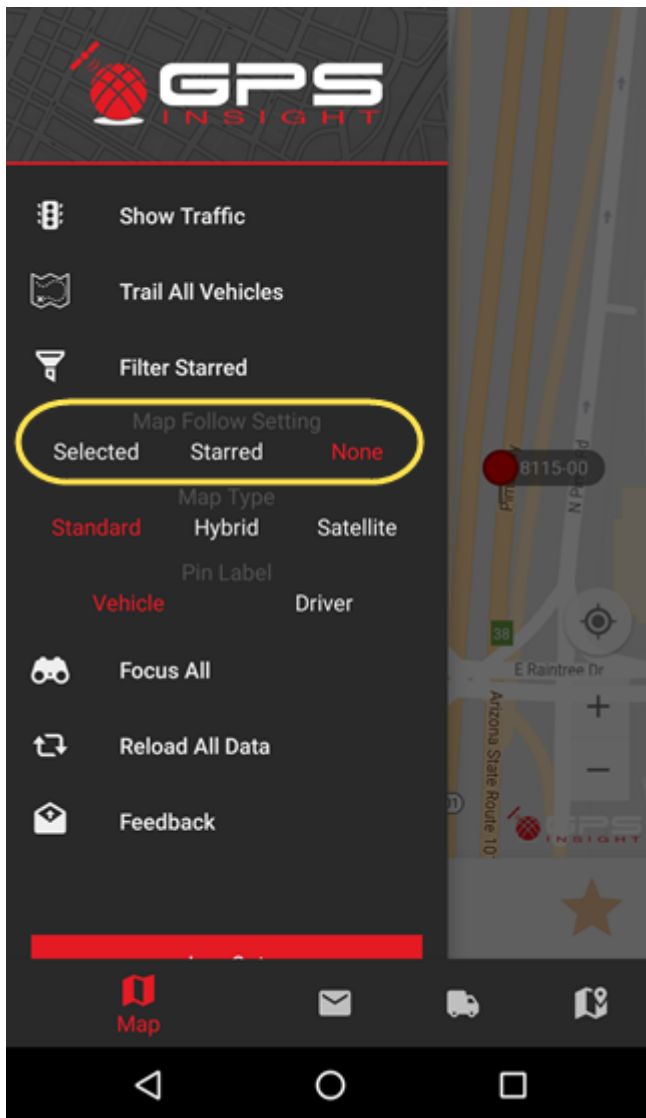 GPS
INSIGHT
Show Traffic
Trail All Vehicles
Filter Starred
Map Follow Setting
Selected Starred None
Map Type
Standard Hybrid Satellite
Pin Label
Vehicle Driver
Focus All
Reload All Data
Feedback
Map
8115-00
N Pima Rd
38
E Raintree Dr
+
−
Arizona State Route 10
GPS
INSIGHT